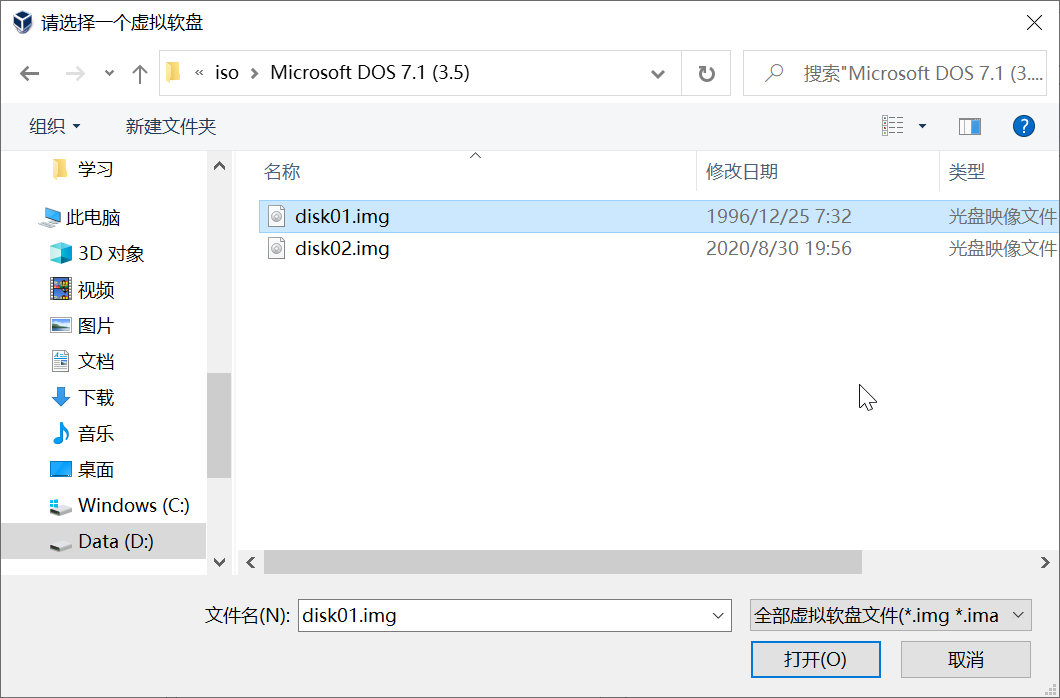 请选择一个虚拟软盘
« iso › Microsoft DOS 7.1 (3.5)
搜索"Microsoft DOS 7.1 (3....
组织
新建文件夹
?
学习
此电脑
3D 对象
视频
图片
文档
下载
音乐
桌面
Windows (C:)
Data (D:)
名称 修改日期 类型
disk01.img 1996/12/25 7:32 光盘映像文件
disk02.img 2020/8/30 19:56 光盘映像文件
文件名(N): disk01.img
全部虚拟软盘文件(*.img *.ima
打开(O)
取消